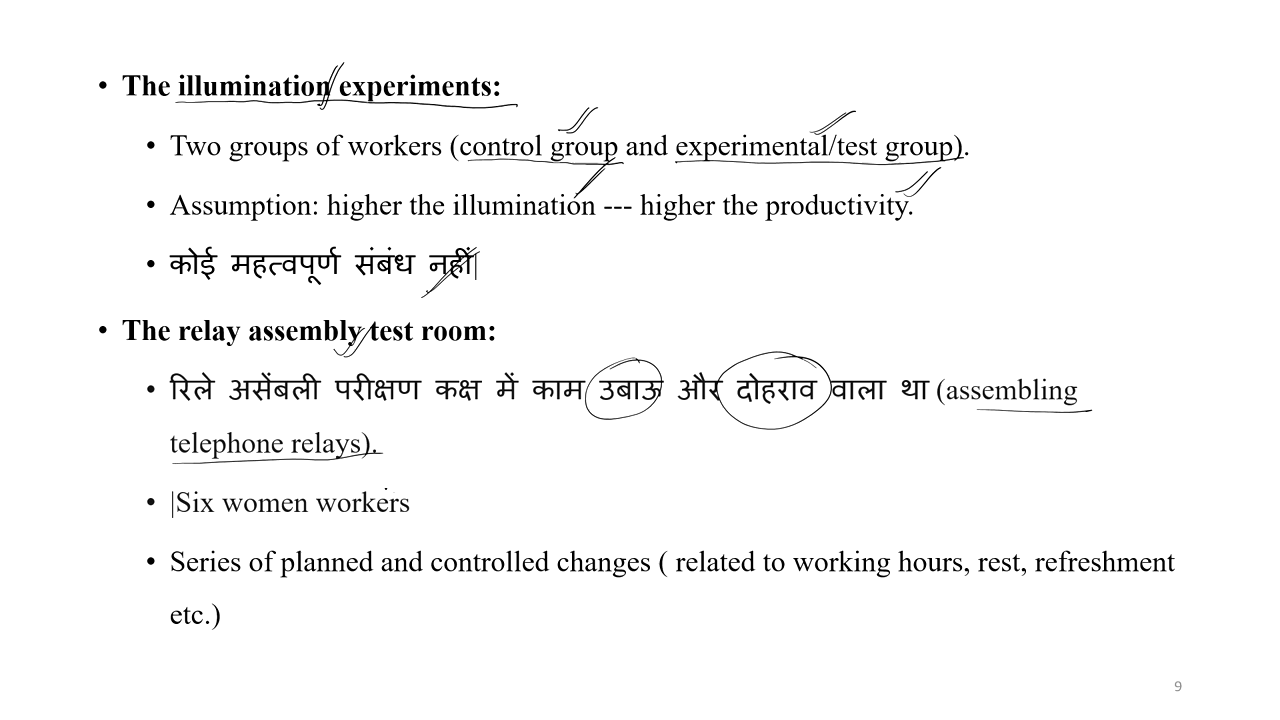 • The illumination experiments:
• Two groups of workers (control group and experimental/test group).
• Assumption: higher the illumination --- higher the productivity.
• कोई महत्वपूर्ण संबंध नहीं|
• The relay assembly test room:
• रिले असेंबली परीक्षण कक्ष में काम उबाऊ और दोहराव वाला था (assembling
telephone relays).
• |Six women workers
• Series of planned and controlled changes ( related to working hours, rest, refreshment
etc.)
9